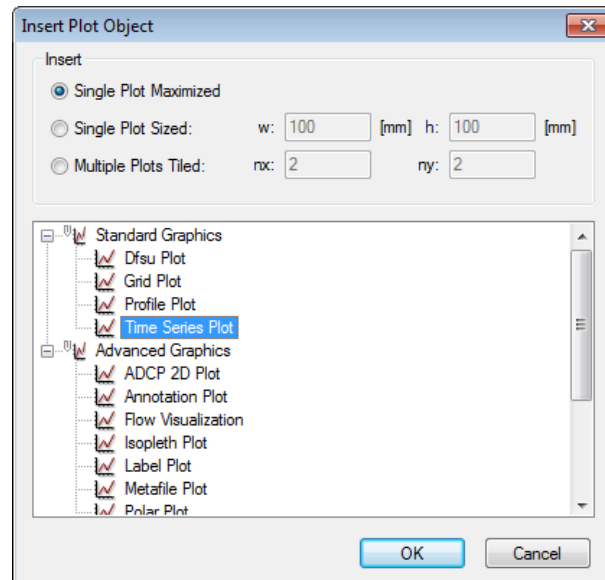 Insert Plot Object
Insert
Single Plot Maximized
Single Plot Sized: w: 100 [mm] h: 100 [mm]
Multiple Plots Tiled: nx: 2 ny: 2
Standard Graphics
Dfsu Plot
Grid Plot
Profile Plot
Time Series Plot
Advanced Graphics
ADCP 2D Plot
Annotation Plot
Flow Visualization
Isopleth Plot
Label Plot
Metafile Plot
Polar Plot
OK Cancel